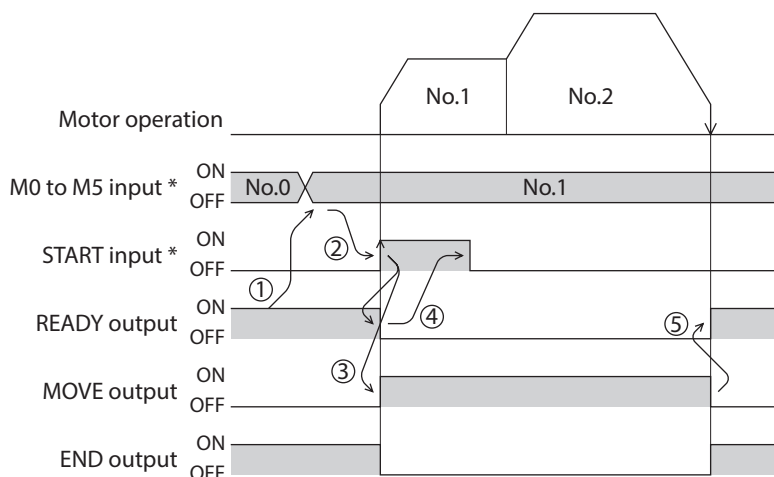 No.1
No.2
Motor operation
M0 to M5 input *
ON
OFF
No.0
No.1
START input *
ON
OFF
②
①
READY output
ON
OFF
④
⑤
③
MOVE output
ON
OFF
END output
ON
OFF